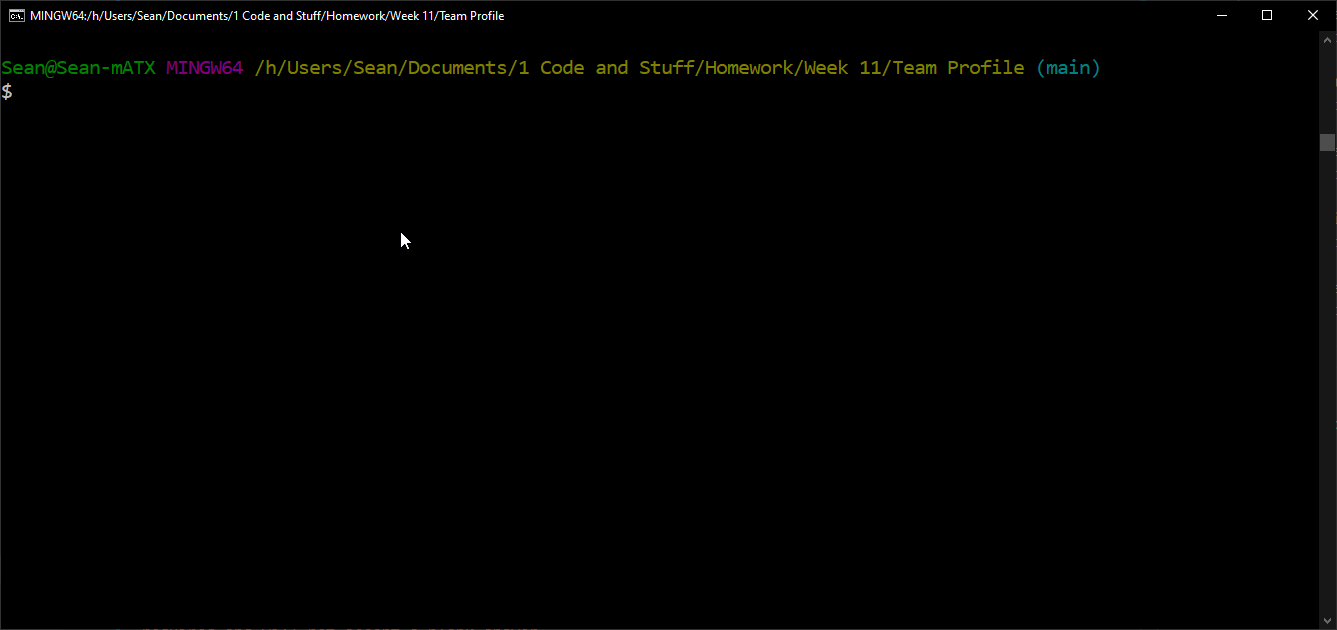 MINGW64:/h/Users/Sean/Documents/1 Code and Stuff/Homework/Week 11/Team Profile
Sean@Sean-mATX MINGW64 /h/Users/Sean/Documents/1 Code and Stuff/Homework/Week 11/Team Profile (main)
$